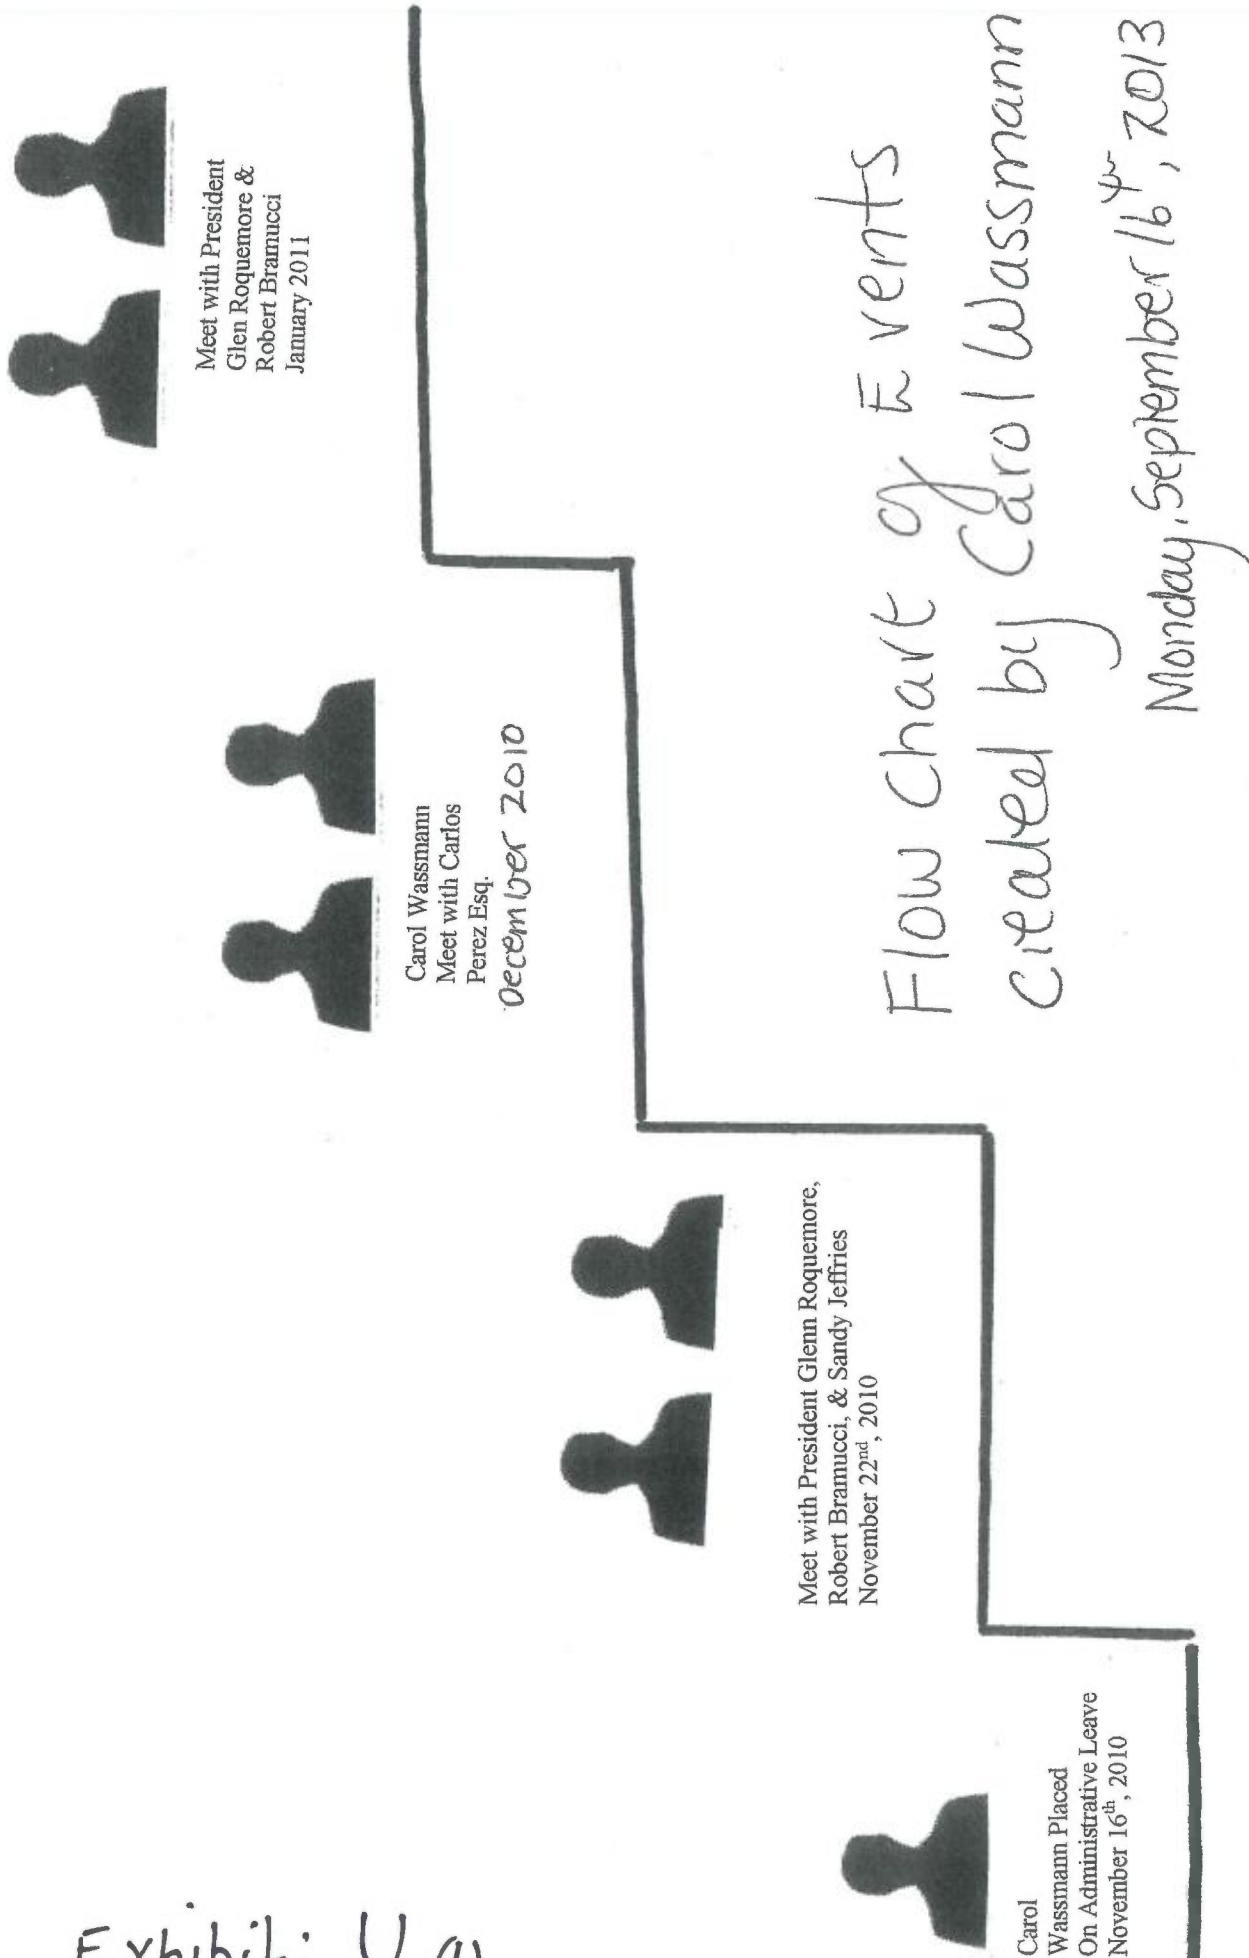 Meet with President
Glen Roquemore &
Robert Bramucci
January 2011
Carol Wassmann
Meet with Carlos
Perez Esq.
December 2010
Meet with President Glenn Roquemore,
Robert Bramucci, & Sandy Jeffries
November 22nd, 2010
Carol
Wassmann Placed
On Administrative Leave
November 16th, 2010
Flow Chart of Events
Created by Carol Wassmann
Monday, September 16th, 2013
Exhibit: